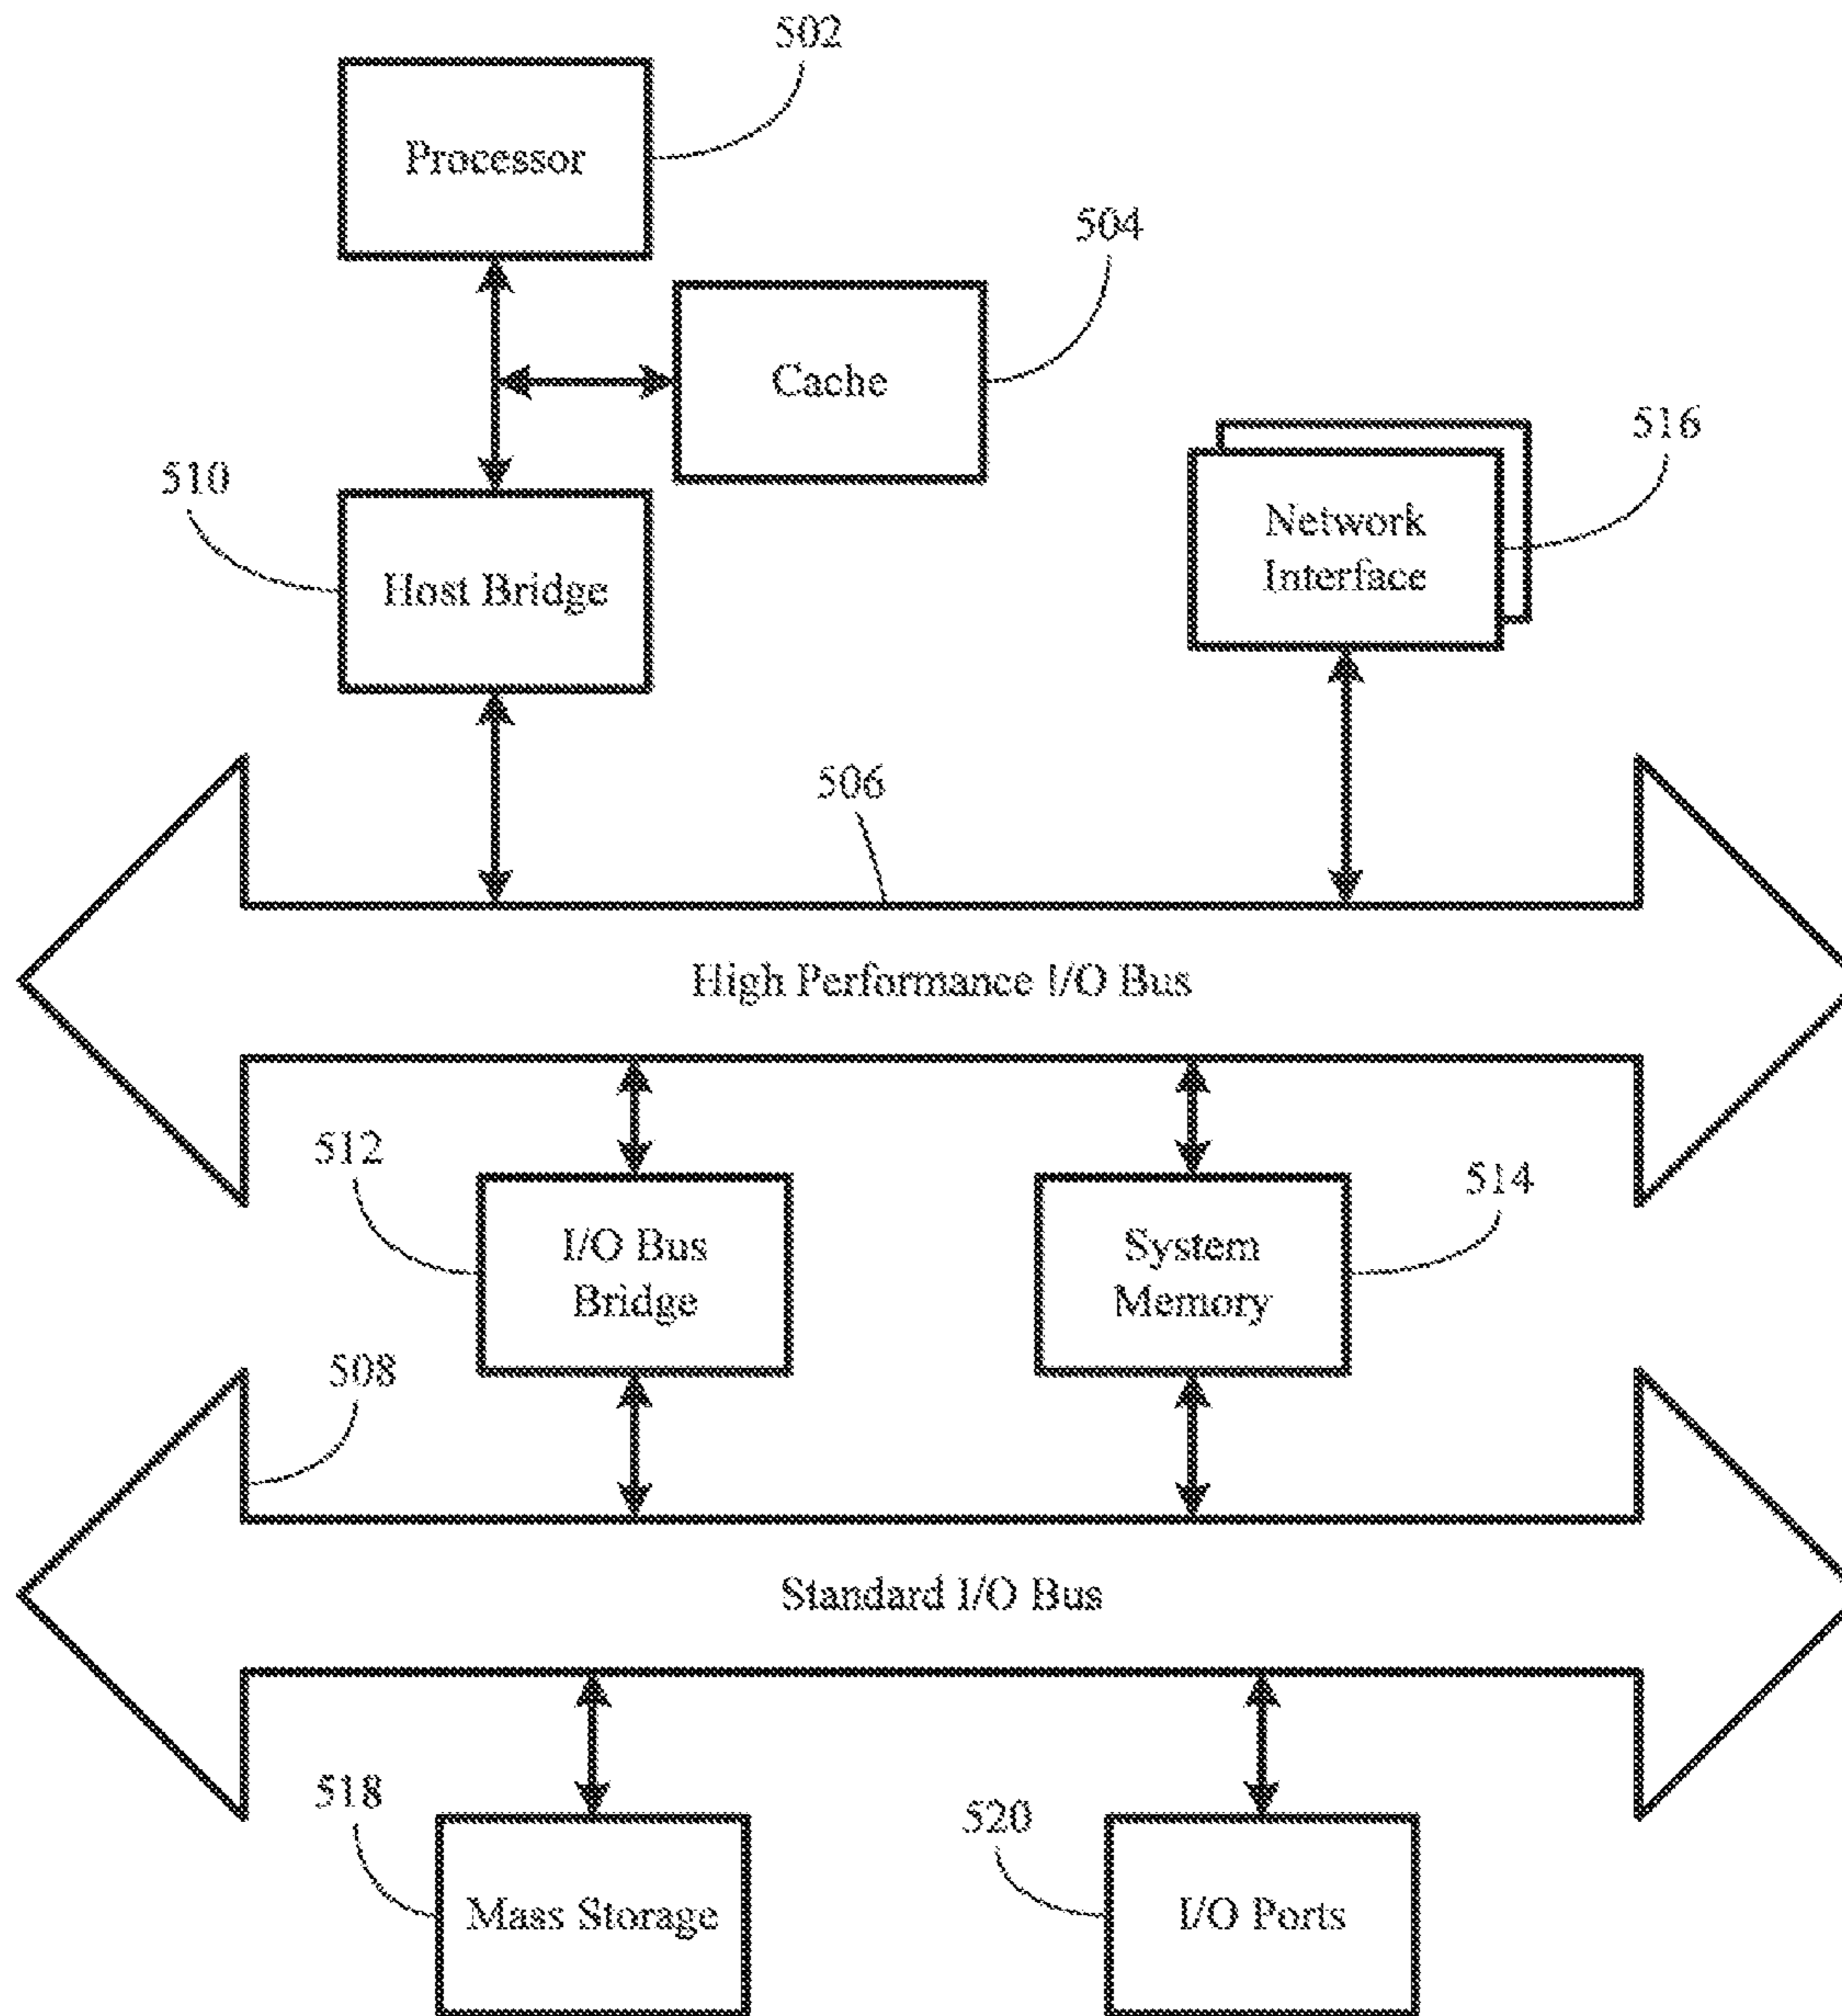 502
Processor
504
Cache
516
510
Network
Interface
Host Bridge
506
High Performance I/O Bus
512
514
I/O Bus
Bridge
System
Memory
508
Standard I/O Bus
518
520
Mass Storage
I/O Ports